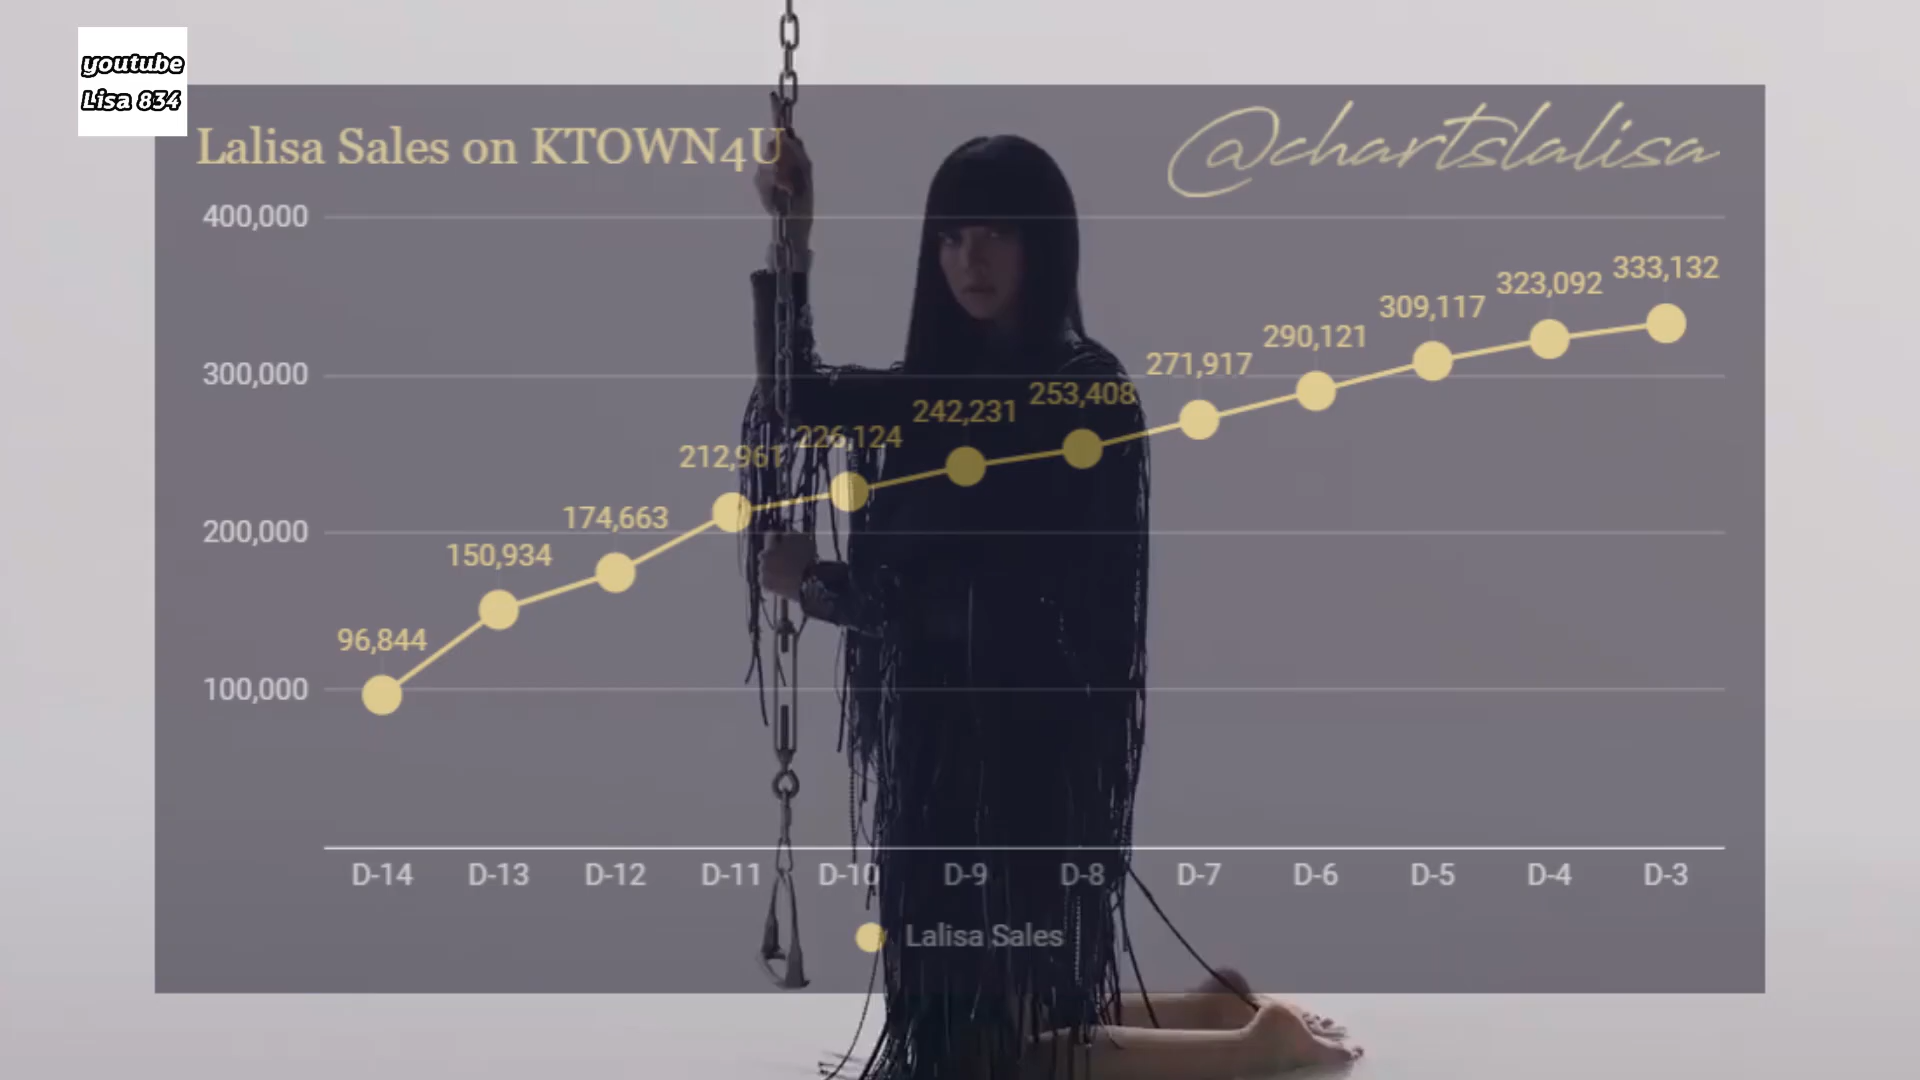 youtube
Lisa 834
Lalisa Sales on KTOWN4U
@chartslalisa
400,000
300,000
200,000
100,000
96,844
150,934
174,663
212,961
226,124
242,231
253,408
271,917
290,121
309,117
323,092
333,132
D-14 D-13 D-12 D-11 D-10 D-9 D-8 D-7 D-6 D-5 D-4 D-3
Lalisa Sales